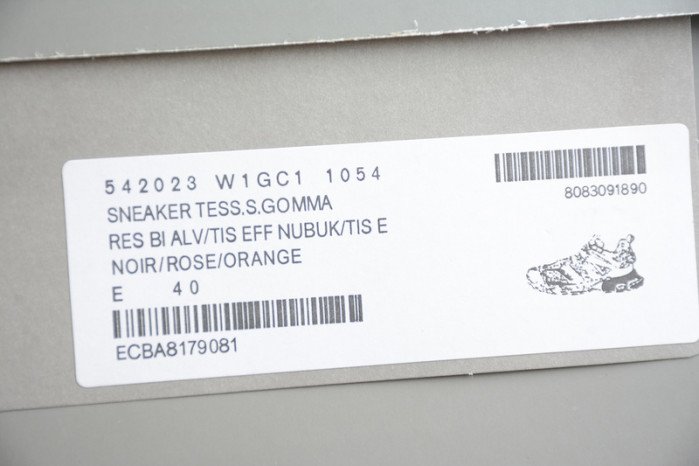 542023 W1GC1 1054
8083091890
SNEAKER TESS.S.GOMMA
RES BI ALV/TIS EFF NUBUK/TIS E
NOIR/ROSE/ORANGE
E 40
ECBA8179081